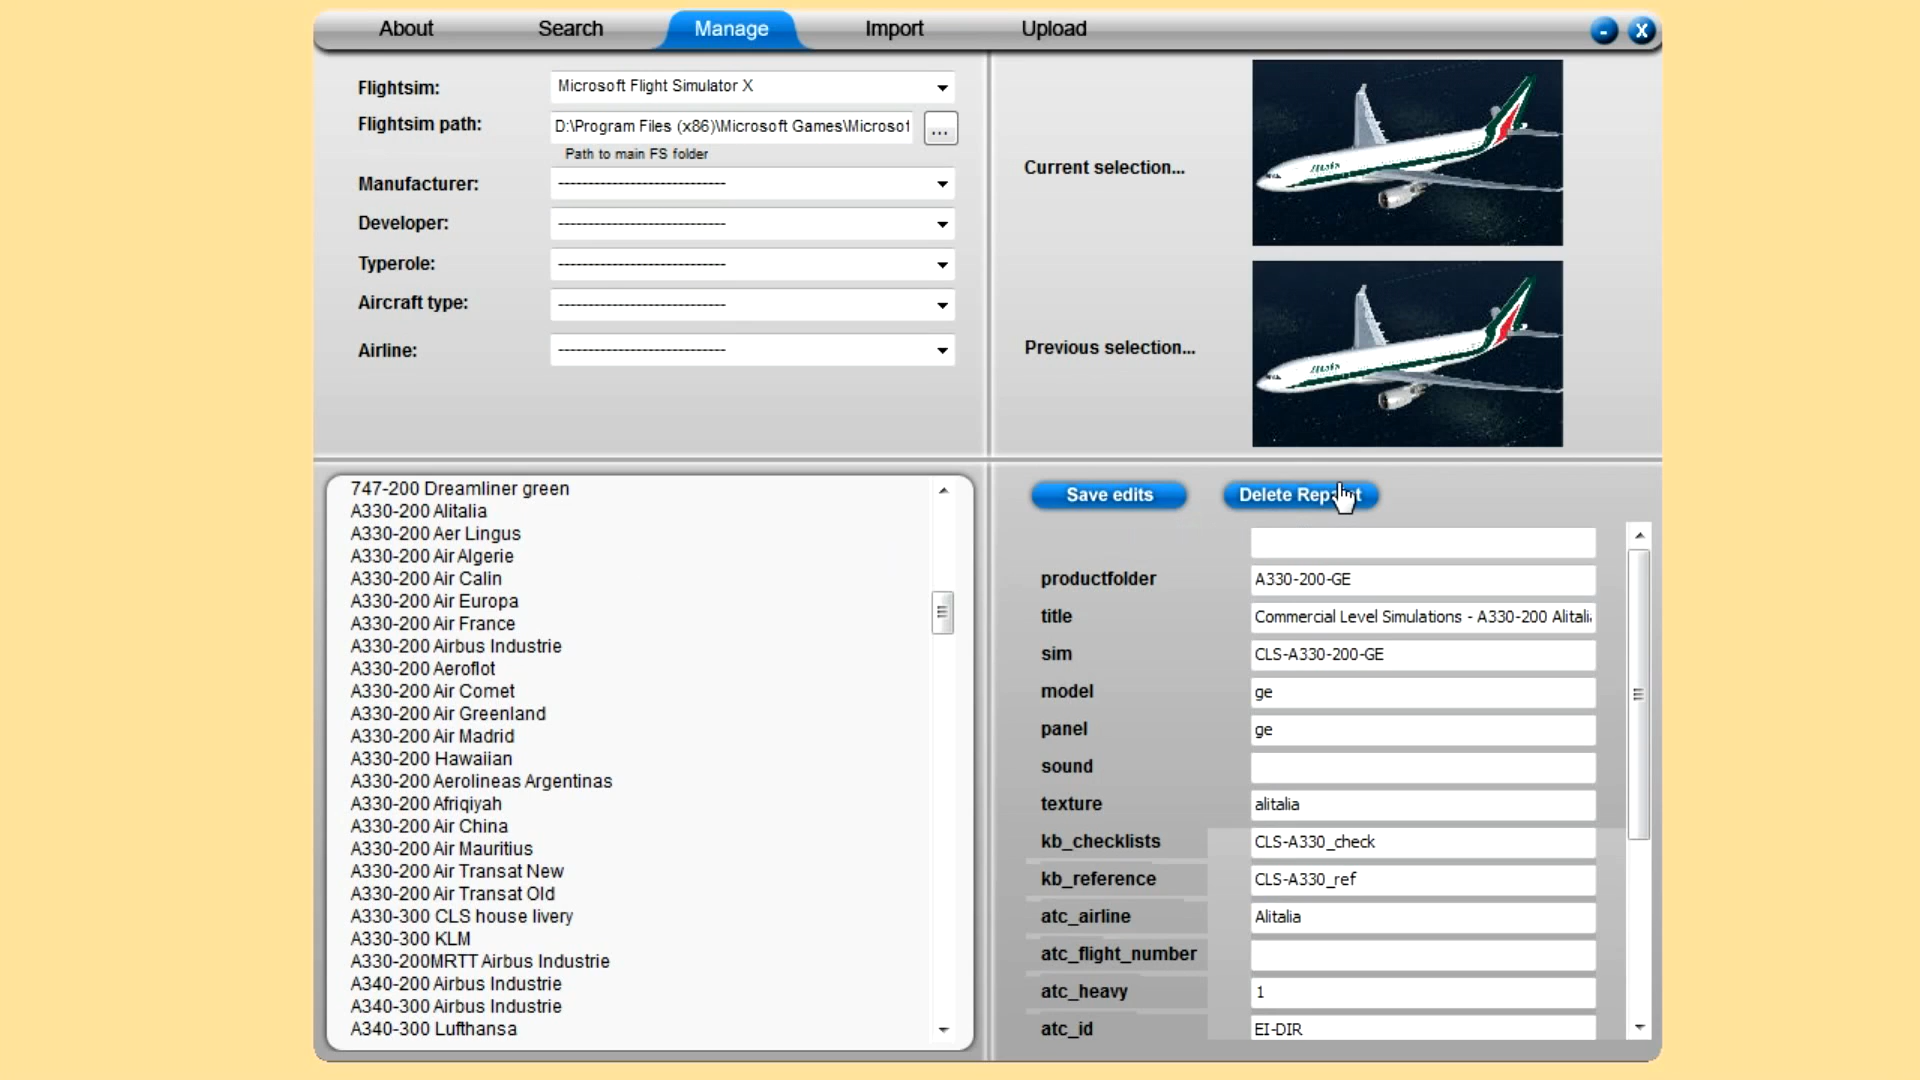 About Search Manage Import Upload
- X
Flightsim: Microsoft Flight Simulator X
Flightsim path: D:\Program Files (x86)\Microsoft Games\Microsof ...
Path to main FS folder
Manufacturer: ----------------------------
Developer: ----------------------------
Typerole: ----------------------------
Aircraft type: ----------------------------
Airline: ----------------------------
Current selection...
Alitalia
Previous selection...
Alitalia
747-200 Dreamliner green
A330-200 Alitalia
A330-200 Aer Lingus
A330-200 Air Algerie
A330-200 Air Calin
A330-200 Air Europa
A330-200 Air France
A330-200 Airbus Industrie
A330-200 Aeroflot
A330-200 Air Comet
A330-200 Air Greenland
A330-200 Air Madrid
A330-200 Hawaiian
A330-200 Aerolineas Argentinas
A330-200 Afriqiyah
A330-200 Air China
A330-200 Air Mauritius
A330-200 Air Transat New
A330-200 Air Transat Old
A330-300 CLS house livery
A330-300 KLM
A330-200MRTT Airbus Industrie
A340-200 Airbus Industrie
A340-300 Airbus Industrie
A340-300 Lufthansa
Save edits Delete Repaint
productfolder A330-200-GE
title Commercial Level Simulations - A330-200 Alitali
sim CLS-A330-200-GE
model ge
panel ge
sound
texture alitalia
kb_checklists CLS-A330_check
kb_reference CLS-A330_ref
atc_airline Alitalia
atc_flight_number
atc_heavy 1
atc_id EI-DIR